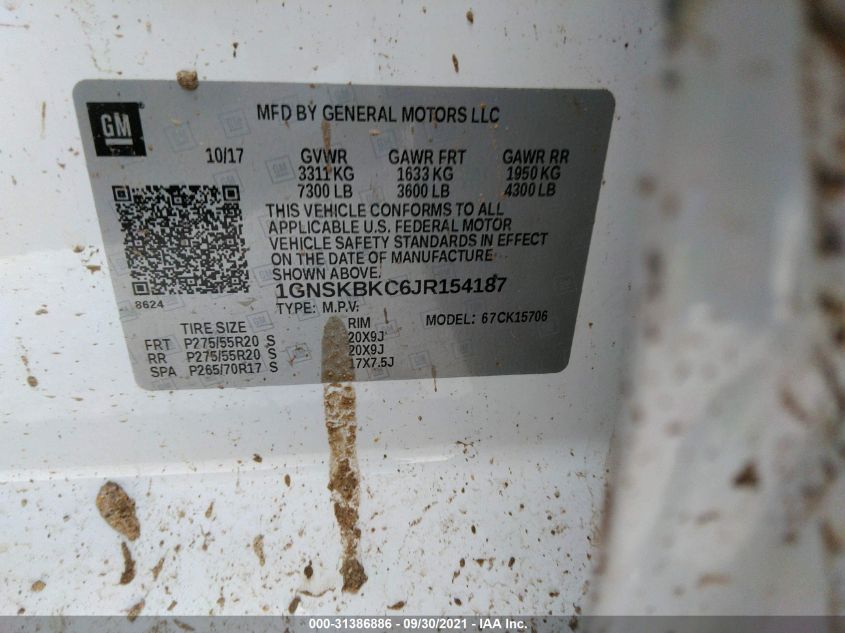 GM
MFD BY GENERAL MOTORS LLC
10/17 GVWR GAWR FRT GAWR RR
3311 KG 1633 KG 1950 KG
7300 LB 3600 LB 4300 LB
THIS VEHICLE CONFORMS TO ALL
APPLICABLE U.S. FEDERAL MOTOR
VEHICLE SAFETY STANDARDS IN EFFECT
ON THE DATE OF MANUFACTURE
SHOWN ABOVE.
8624
1GNSKBKC6JR154187
TYPE: M.P.V.
MODEL: 67CK15706
TIRE SIZE RIM
FRT P275/55R20 S 20X9J
RR P275/55R20 S 20X9J
SPA P265/70R17 S 17X7.5J
000-31386886 - 09/30/2021 - IAA Inc.